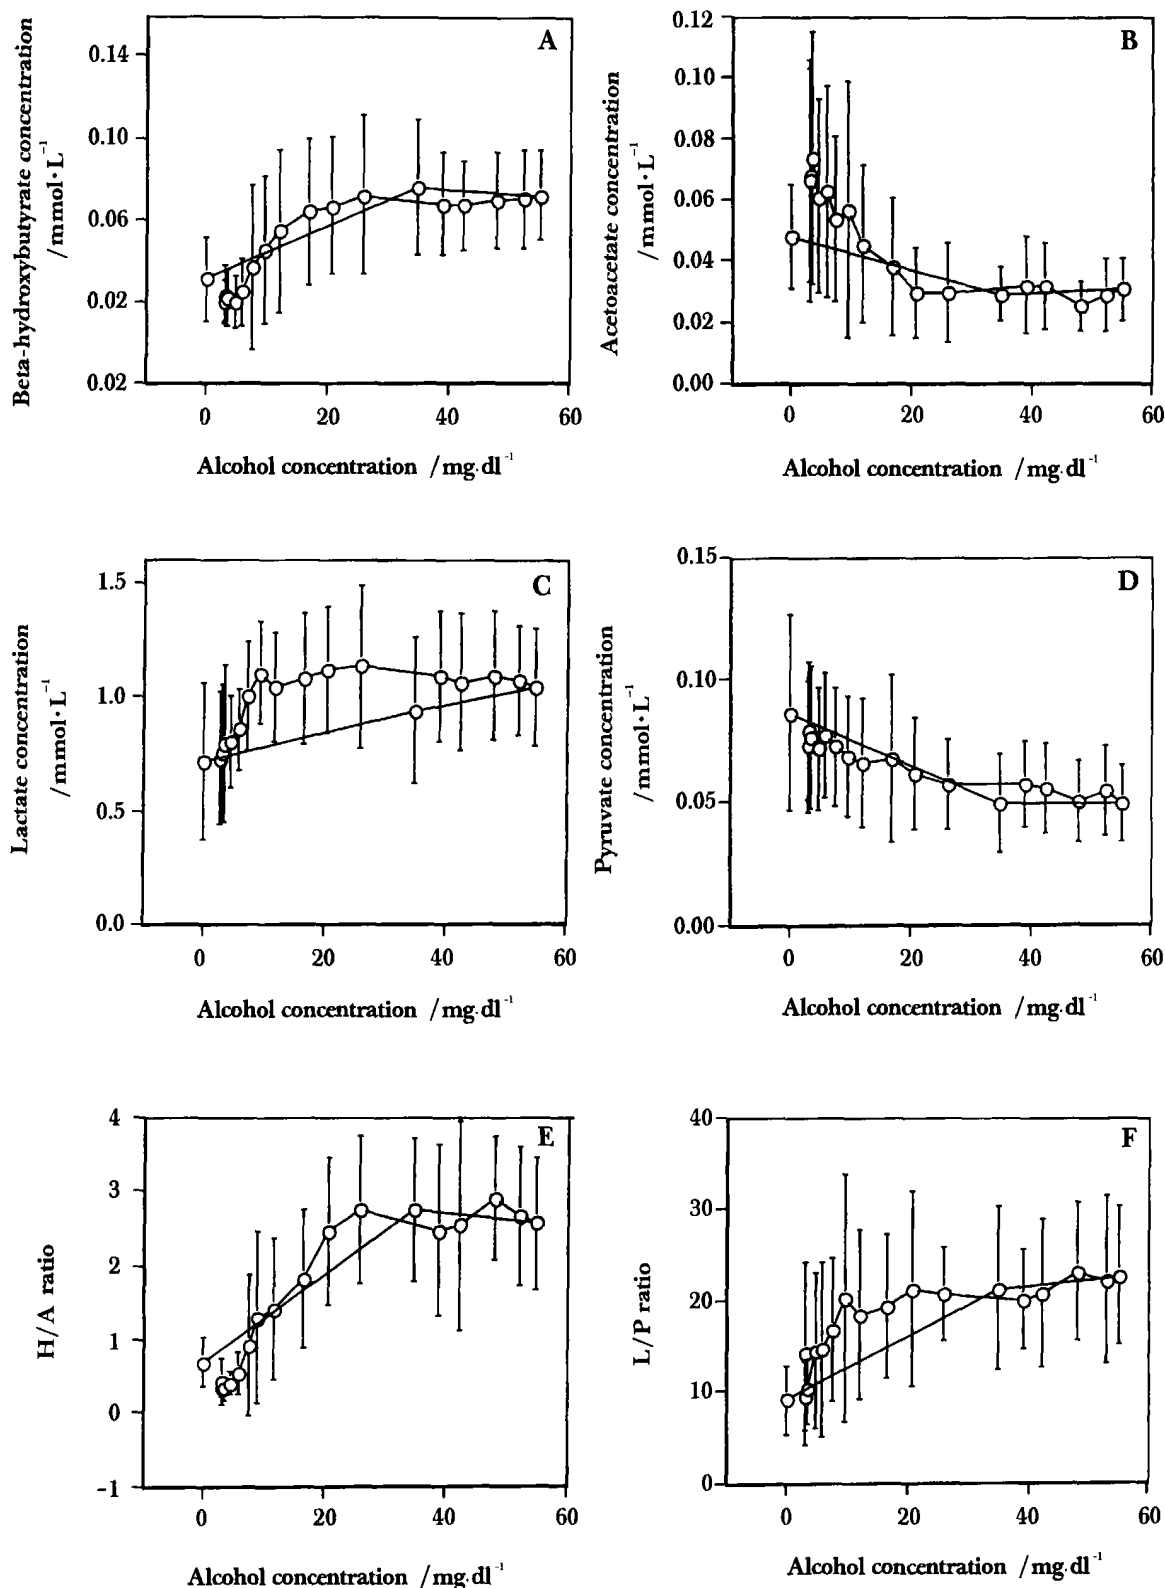 A
Beta-hydroxybutyrate concentration
/mmol·L⁻¹
0.14
0.10
0.06
0.02
0.02
0 20 40 60
Alcohol concentration /mg·dl⁻¹
B
Acetoacetate concentration
/mmol·L⁻¹
0.12
0.10
0.08
0.06
0.04
0.02
0.00
0 20 40 60
Alcohol concentration /mg·dl⁻¹
C
Lactate concentration
/mmol·L⁻¹
1.5
1.0
0.5
0.0
0 20 40 60
Alcohol concentration /mg·dl⁻¹
D
Pyruvate concentration
/mmol·L⁻¹
0.15
0.10
0.05
0.00
0 20 40 60
Alcohol concentration /mg·dl⁻¹
E
H/A ratio
4
3
2
1
0
-1
0 20 40 60
Alcohol concentration /mg·dl⁻¹
F
L/P ratio
40
30
20
10
0
0 20 40 60
Alcohol concentration /mg·dl⁻¹